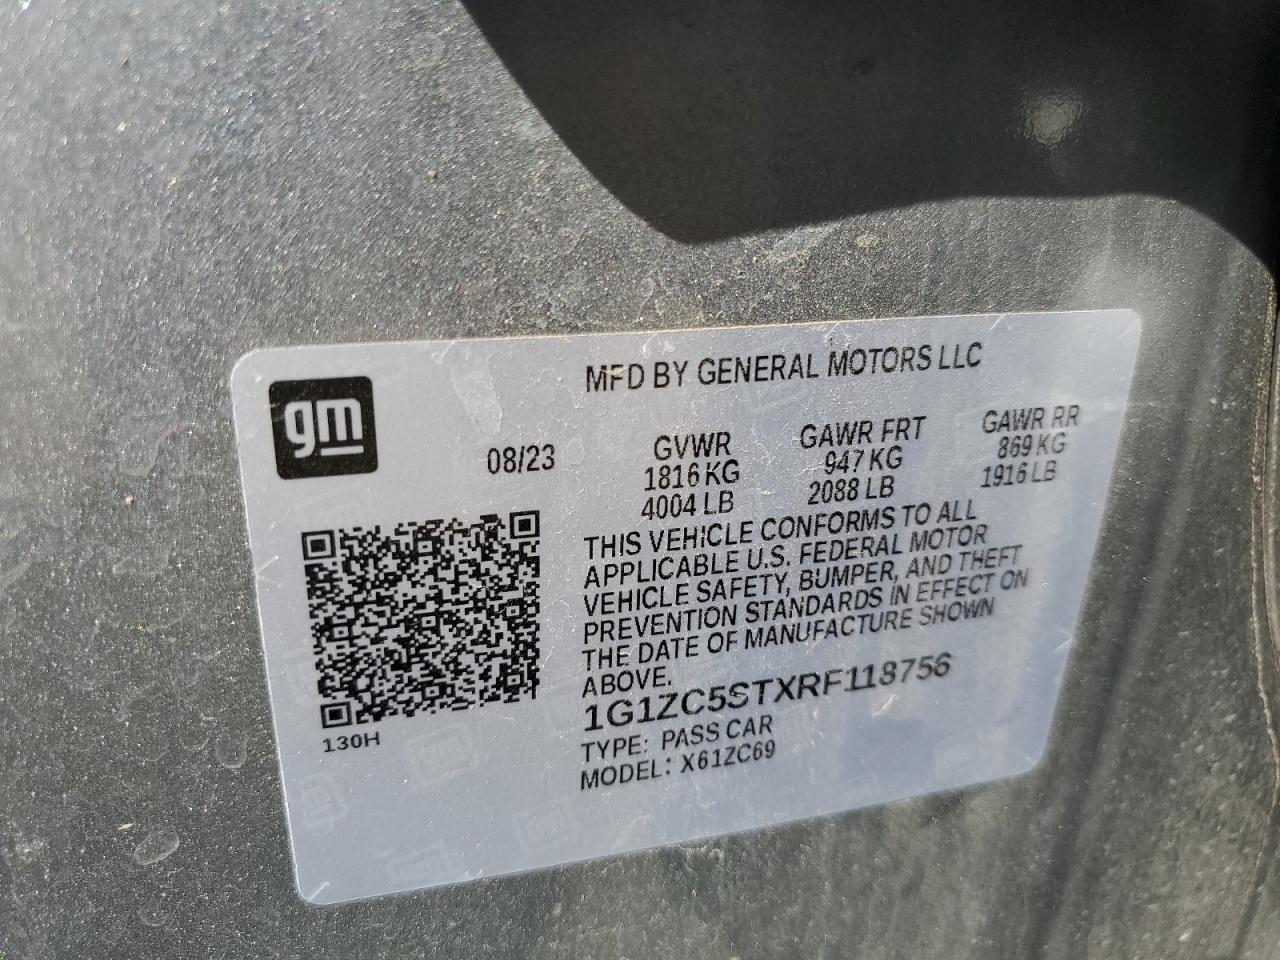 gm
MFD BY GENERAL MOTORS LLC
08/23 GVWR GAWR FRT GAWR RR
1816 KG 947 KG 869 KG
4004 LB 2088 LB 1916 LB
THIS VEHICLE CONFORMS TO ALL
APPLICABLE U.S. FEDERAL MOTOR
VEHICLE SAFETY, BUMPER, AND THEFT
PREVENTION STANDARDS IN EFFECT ON
THE DATE OF MANUFACTURE SHOWN
ABOVE.
1G1ZC5STXRF118756
TYPE: PASS CAR
MODEL: X61ZC69
130H